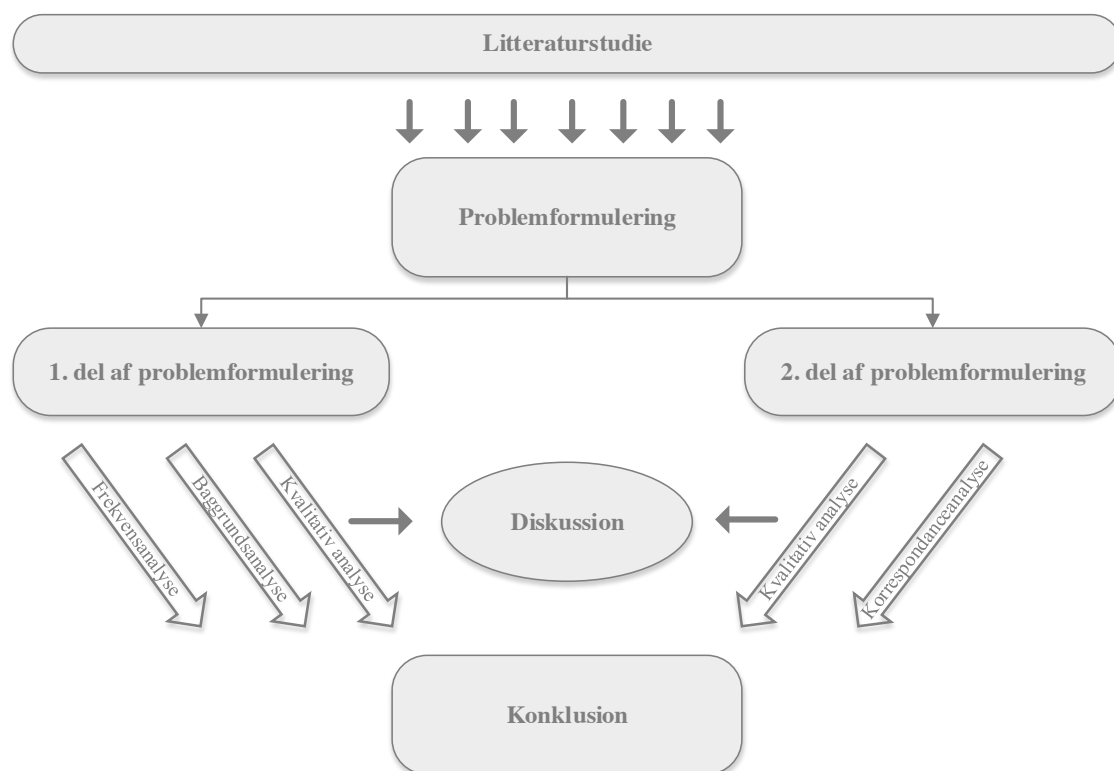 Litteraturstudie
Problemformulering
1. del af problemformulering
2. del af problemformulering
Frekvensanalyse
Baggrundsanalyse
Kvalitativ analyse
Diskussion
Kvalitativ analyse
Korrespondanceanalyse
Konklusion